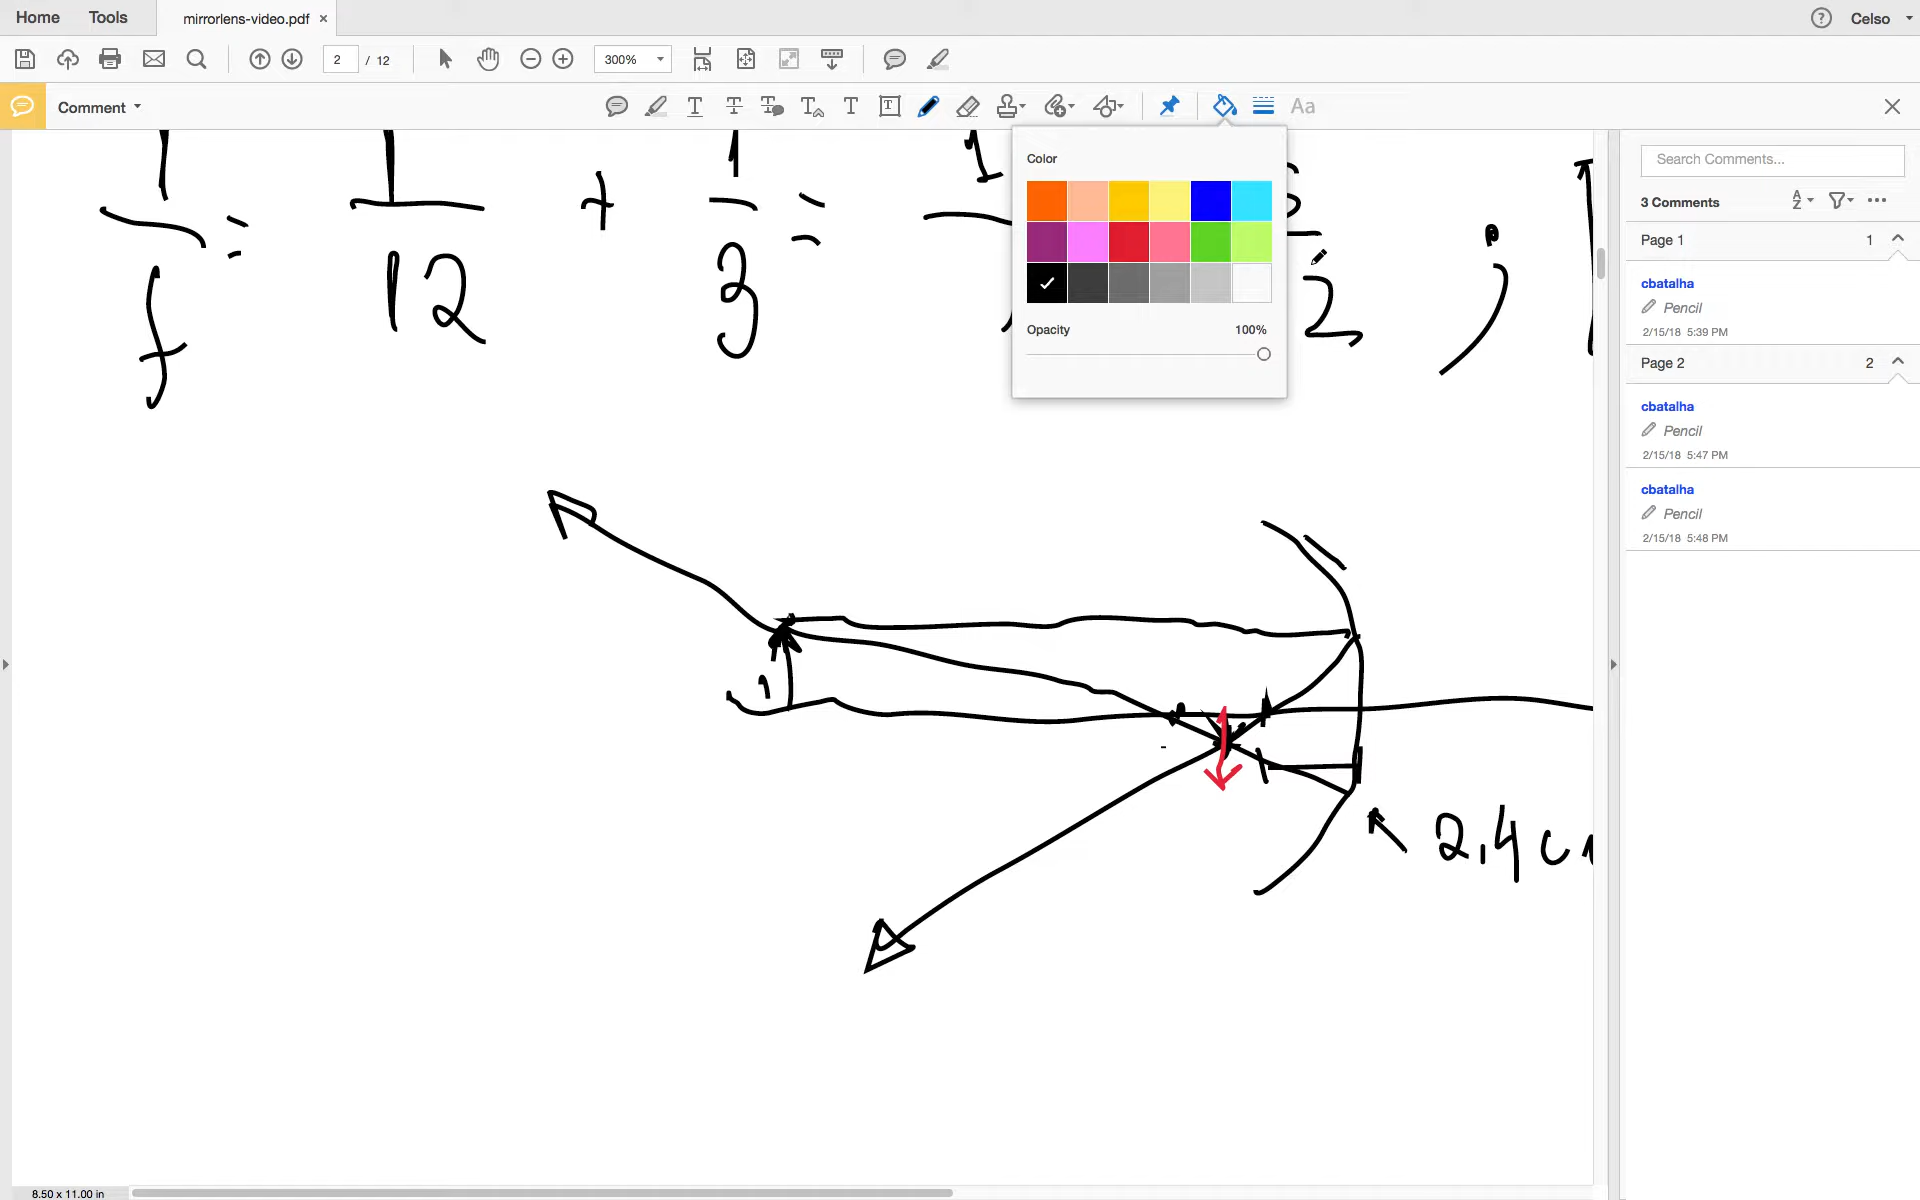 Home Tools mirrorlens-video.pdf × Celso
2 / 12 300%
Comment Aa
Color
Opacity 100%
Search Comments...
3 Comments
Page 1 1
cbatalha
Pencil
2/15/18 5:39 PM
Page 2 2
cbatalha
Pencil
2/15/18 5:47 PM
cbatalha
Pencil
2/15/18 5:48 PM
1 1 1 1
= + =
f 12 3 2 ,
2,4
8.50 x 11.00 in